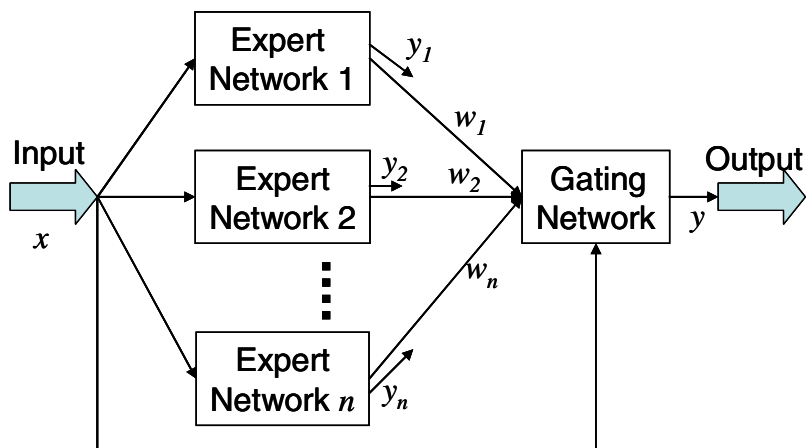 Expert
Network 1
y1
w1
Input
x
Expert
Network 2
y2
w2
Gating
Network
Output
y
wn
Expert
Network n
yn